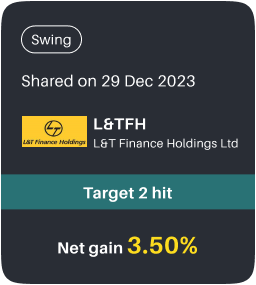 Swing
Shared on 29 Dec 2023
L&T Finance Holdings
L&TFH
L&T Finance Holdings Ltd
Target 2 hit
Net gain 3.50%